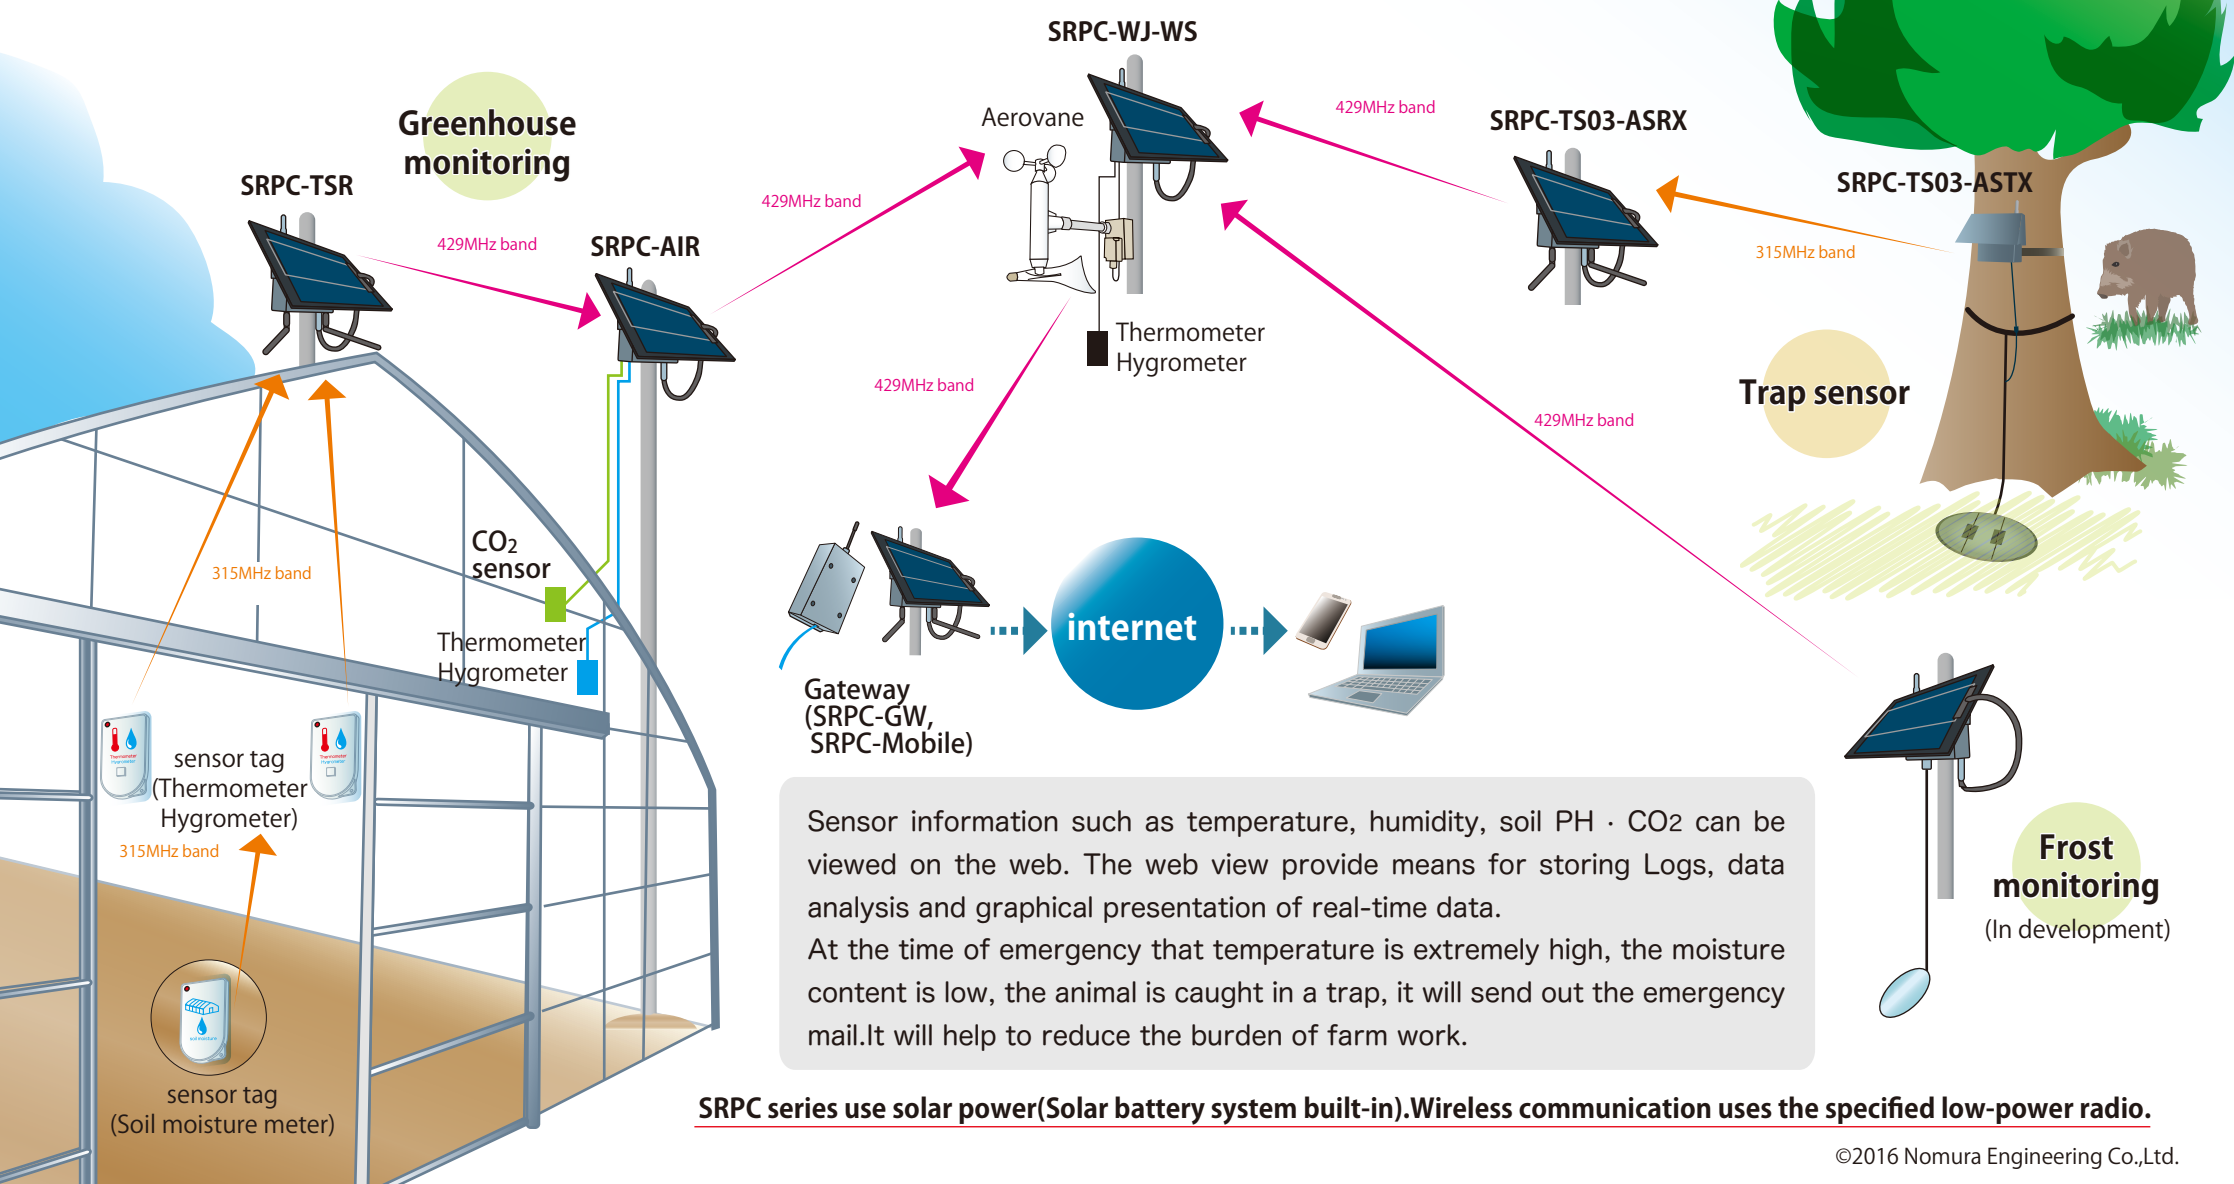 SRPC-WJ-WS
Aerovane
429MHz band
SRPC-TS03-ASRX
SRPC-TS03-ASTX
Greenhouse
monitoring
SRPC-TSR
429MHz band
SRPC-AIR
429MHz band
315MHz band
Thermometer
Hygrometer
429MHz band
429MHz band
Trap sensor
CO2
sensor
315MHz band
Thermometer
Hygrometer
internet
Gateway
(SRPC-GW,
SRPC-Mobile)
Thermometer
Hygrometer
Thermometer
Hygrometer
sensor tag
(Thermometer
Hygrometer)
315MHz band
soil moisture
sensor tag
(Soil moisture meter)
Frost
monitoring
(In development)
Sensor information such as temperature, humidity, soil PH · CO2 can be
viewed on the web. The web view provide means for storing Logs, data
analysis and graphical presentation of real-time data.
At the time of emergency that temperature is extremely high, the moisture
content is low, the animal is caught in a trap, it will send out the emergency
mail.It will help to reduce the burden of farm work.
SRPC series use solar power(Solar battery system built-in).Wireless communication uses the specified low-power radio.
©2016 Nomura Engineering Co.,Ltd.